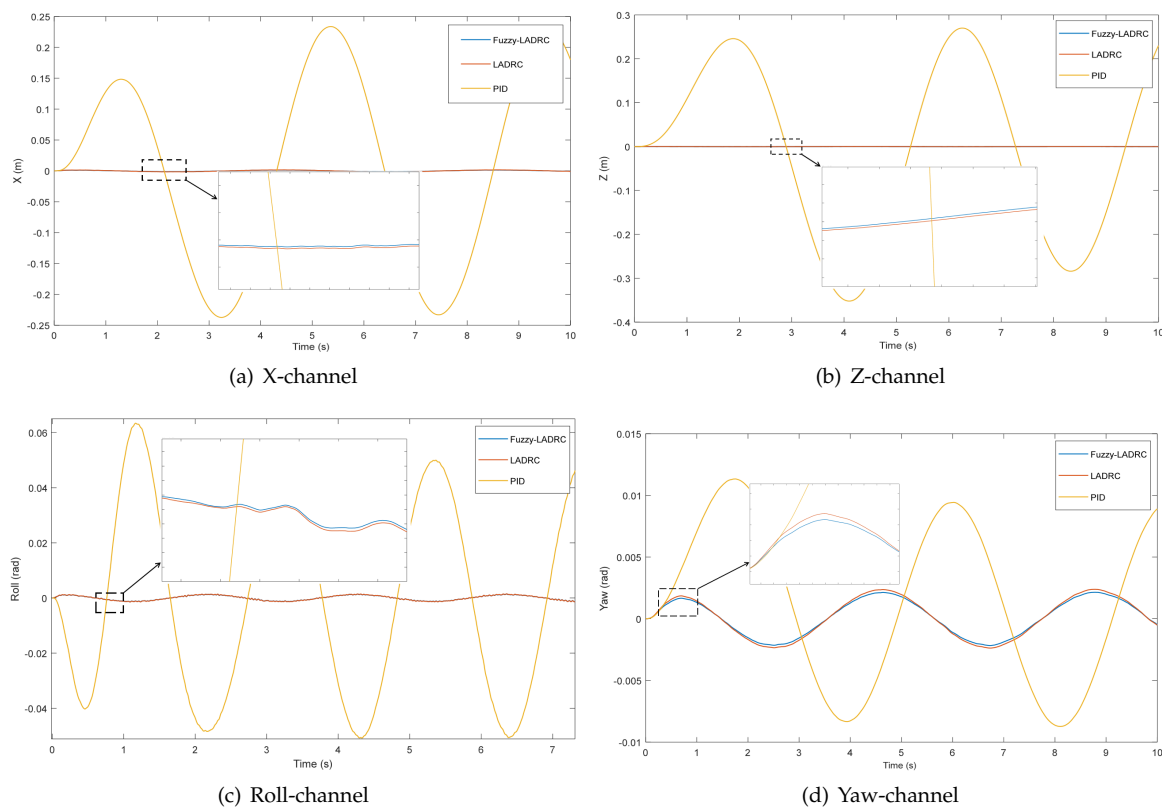 0.25
0.2
0.15
0.1
0.05
0
-0.05
-0.1
-0.15
-0.2
-0.25
X (m)
Fuzzy-LADRC
LADRC
PID
0 1 2 3 4 5 6 7 8 9 10
Time (s)
(a) X-channel
0.3
0.2
0.1
0
-0.1
-0.2
-0.3
-0.4
Z (m)
Fuzzy-LADRC
LADRC
PID
0 1 2 3 4 5 6 7 8 9 10
Time (s)
(b) Z-channel
0.06
0.04
0.02
0
-0.02
-0.04
Roll (rad)
Fuzzy-LADRC
LADRC
PID
0 1 2 3 4 5 6 7
Time (s)
(c) Roll-channel
0.015
0.01
0.005
0
-0.005
-0.01
Yaw (rad)
Fuzzy-LADRC
LADRC
PID
0 1 2 3 4 5 6 7 8 9 10
Time (s)
(d) Yaw-channel